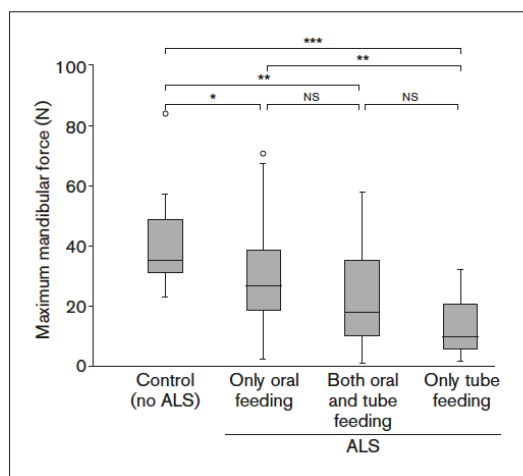 ***
**
**
*
NS
NS
100
80
60
40
20
0
Maximum mandibular force (N)
Control
(no ALS)
Only oral
feeding
Both oral
and tube
feeding
Only tube
feeding
ALS